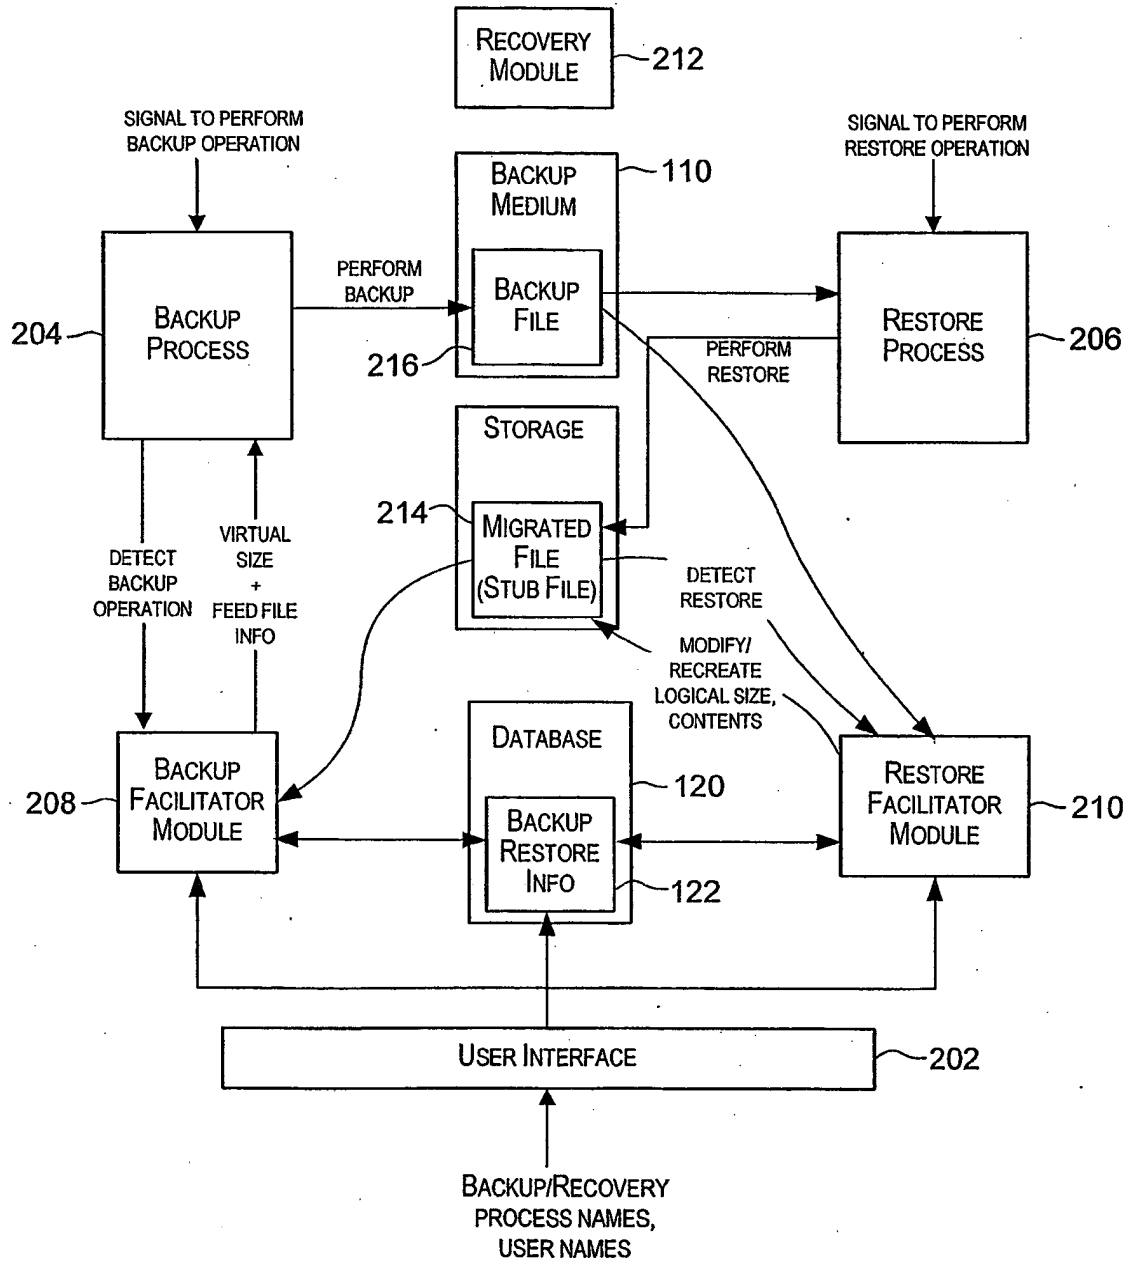 RECOVERY
MODULE
212
SIGNAL TO PERFORM
BACKUP OPERATION
SIGNAL TO PERFORM
RESTORE OPERATION
BACKUP
MEDIUM
110
BACKUP
FILE
216
PERFORM
BACKUP
BACKUP
PROCESS
204
RESTORE
PROCESS
206
PERFORM
RESTORE
STORAGE
214
MIGRATED
FILE
(STUB FILE)
DETECT
BACKUP
OPERATION
VIRTUAL
SIZE
+
FEED FILE
INFO
DETECT
RESTORE
MODIFY/
RECREATE
LOGICAL SIZE,
CONTENTS
DATABASE
120
BACKUP
RESTORE
INFO
122
BACKUP
FACILITATOR
MODULE
208
RESTORE
FACILITATOR
MODULE
210
USER INTERFACE
202
BACKUP/RECOVERY
PROCESS NAMES,
USER NAMES